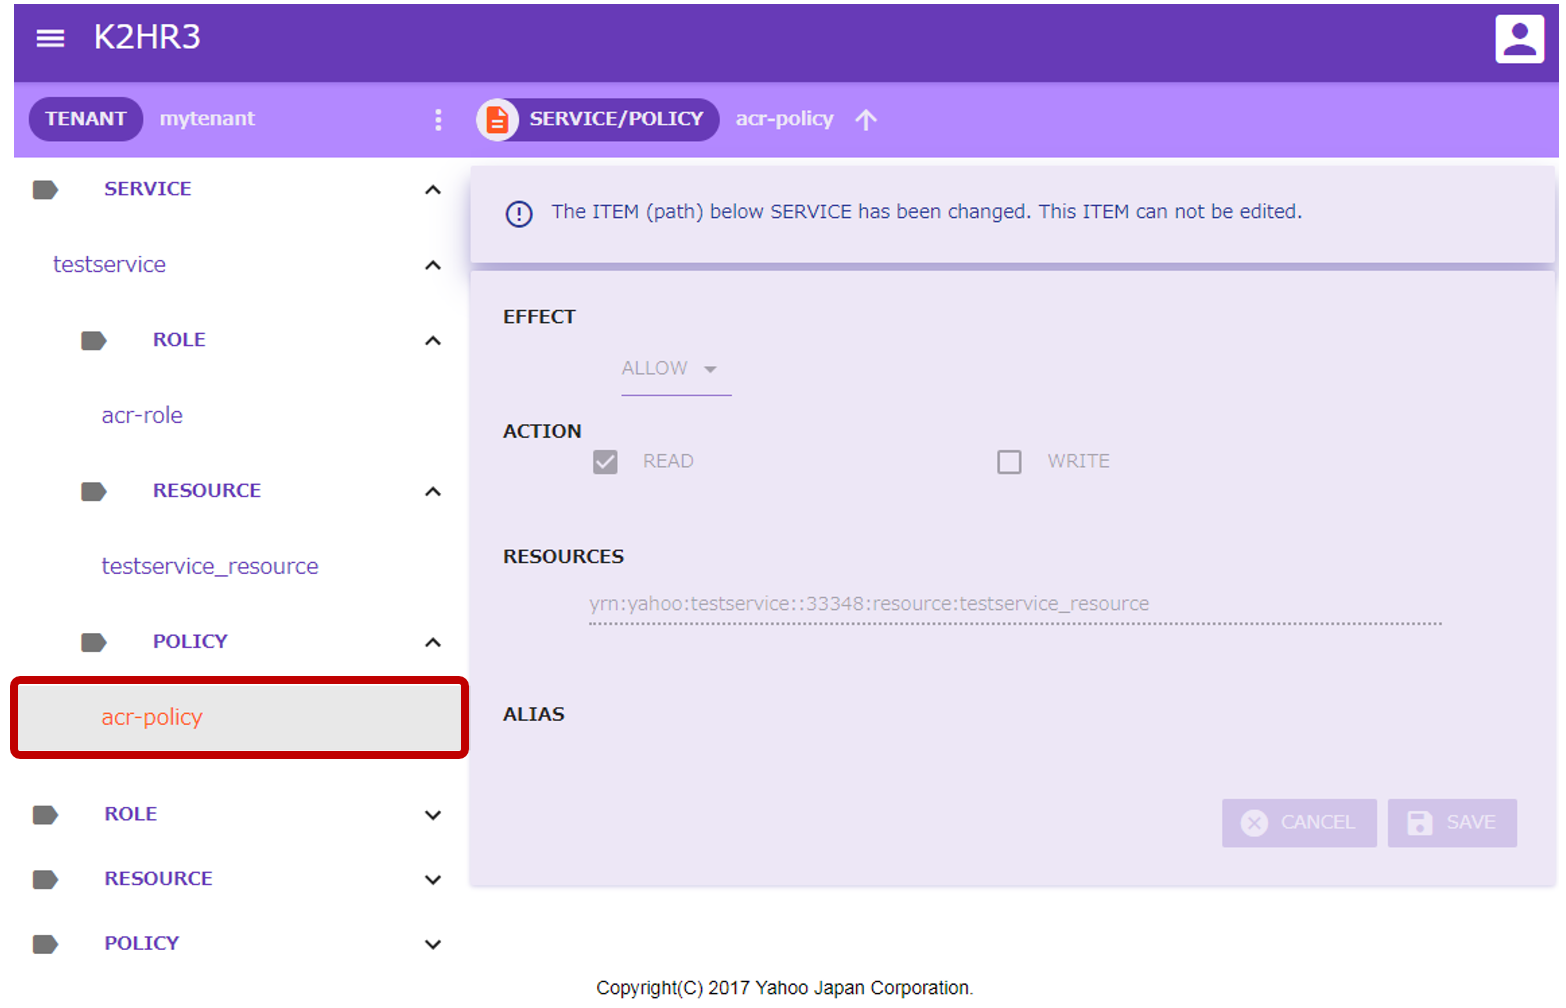 K2HR3
TENANT mytenant
SERVICE/POLICY acr-policy
SERVICE
testservice
ROLE
acr-role
RESOURCE
testservice_resource
POLICY
acr-policy
ROLE
RESOURCE
POLICY
The ITEM (path) below SERVICE has been changed. This ITEM can not be edited.
EFFECT
ALLOW
ACTION
READ WRITE
RESOURCES
yrn:yahoo:testservice::33348:resource:testservice_resource
ALIAS
CANCEL SAVE
Copyright(C) 2017 Yahoo Japan Corporation.